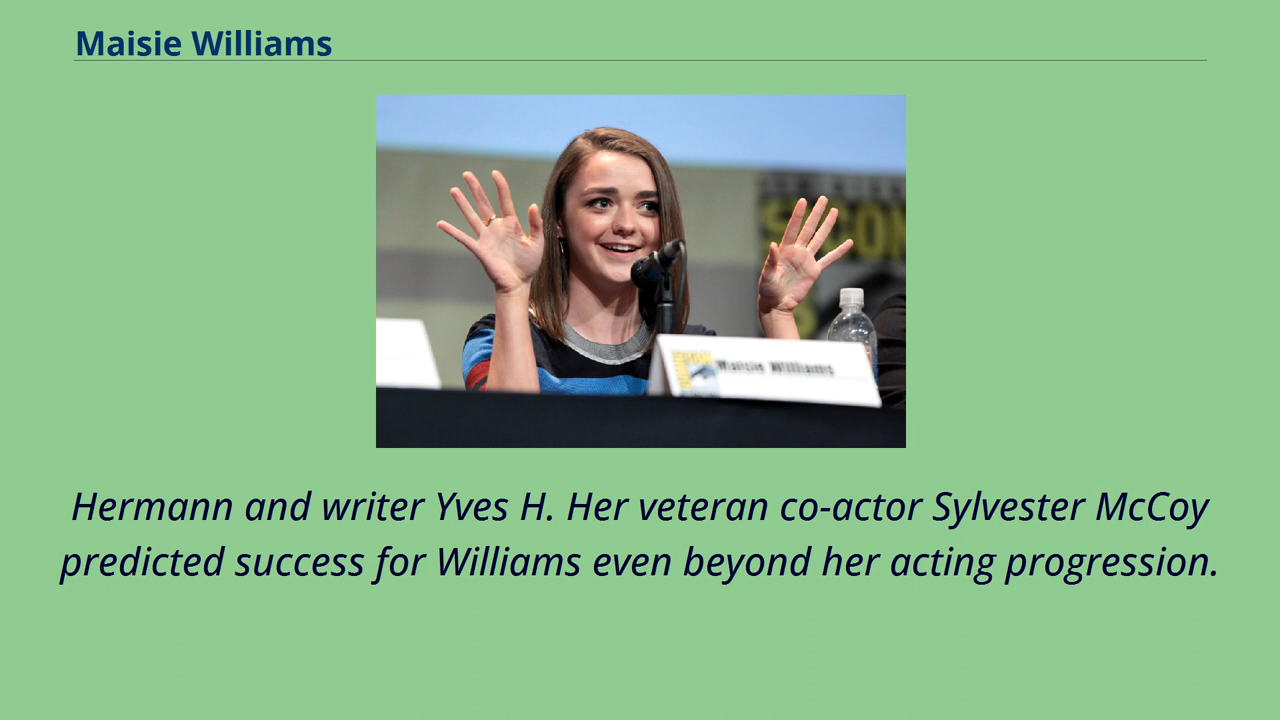 Maisie Williams
CON
Maisie Williams
Hermann and writer Yves H. Her veteran co-actor Sylvester McCoy
predicted success for Williams even beyond her acting progression.